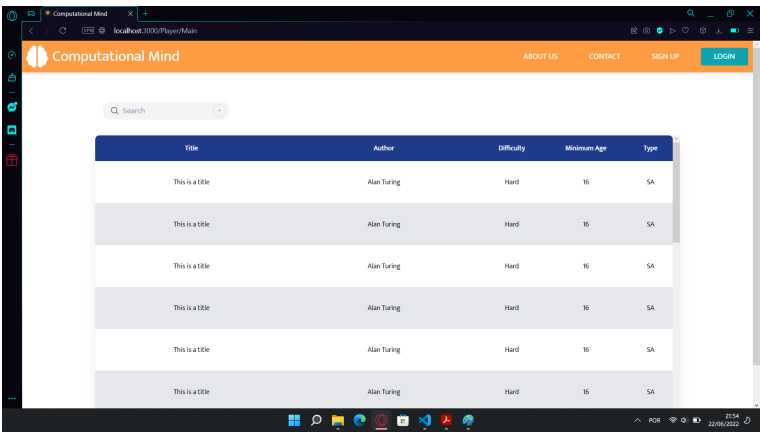 Computational Mind
VPN localhost:3000/Player/Main
Computational Mind
ABOUT US CONTACT SIGN UP LOGIN
Search
Title Author Difficulty Minimum Age Type
This is a title Alan Turing Hard 16 SA
This is a title Alan Turing Hard 16 SA
This is a title Alan Turing Hard 16 SA
This is a title Alan Turing Hard 16 SA
This is a title Alan Turing Hard 16 SA
This is a title Alan Turing Hard 16 SA
POR 21:54
22/06/2022